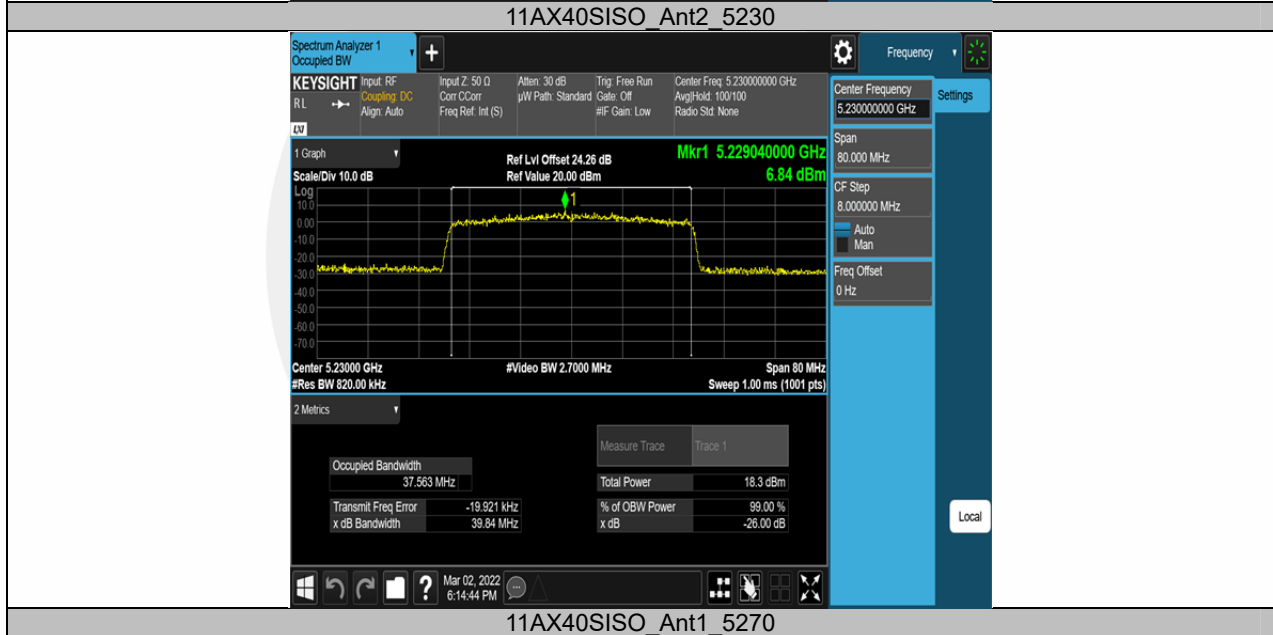 11AX40SISO_Ant2_5230
Spectrum Analyzer 1
Occupied BW
+
Frequency
KEYSIGHT
RL
LXI
Input: RF
Coupling: DC
Align: Auto
Input Z: 50 Ω
Corr CCorr
Freq Ref: Int (S)
Atten: 30 dB
µW Path: Standard
Trig: Free Run
Gate: Off
#IF Gain: Low
Center Freq: 5.230000000 GHz
Avg|Hold: 100/100
Radio Std: None
Center Frequency
5.230000000 GHz
Settings
Span
80.000 MHz
CF Step
8.000000 MHz
Auto
Man
Freq Offset
0 Hz
1 Graph
Ref Lvl Offset 24.26 dB
Mkr1 5.229040000 GHz
Scale/Div 10.0 dB
Ref Value 20.00 dBm
6.84 dBm
Log
10.0
0.00
-10.0
-20.0
-30.0
-40.0
-50.0
-60.0
-70.0
1
Center 5.23000 GHz
#Video BW 2.7000 MHz
Span 80 MHz
#Res BW 820.00 kHz
Sweep 1.00 ms (1001 pts)
2 Metrics
Measure Trace
Trace 1
Occupied Bandwidth
37.563 MHz
Total Power
18.3 dBm
Transmit Freq Error
-19.921 kHz
% of OBW Power
99.00 %
x dB Bandwidth
39.84 MHz
x dB
-26.00 dB
Local
?
Mar 02, 2022
6:14:44 PM
11AX40SISO_Ant1_5270